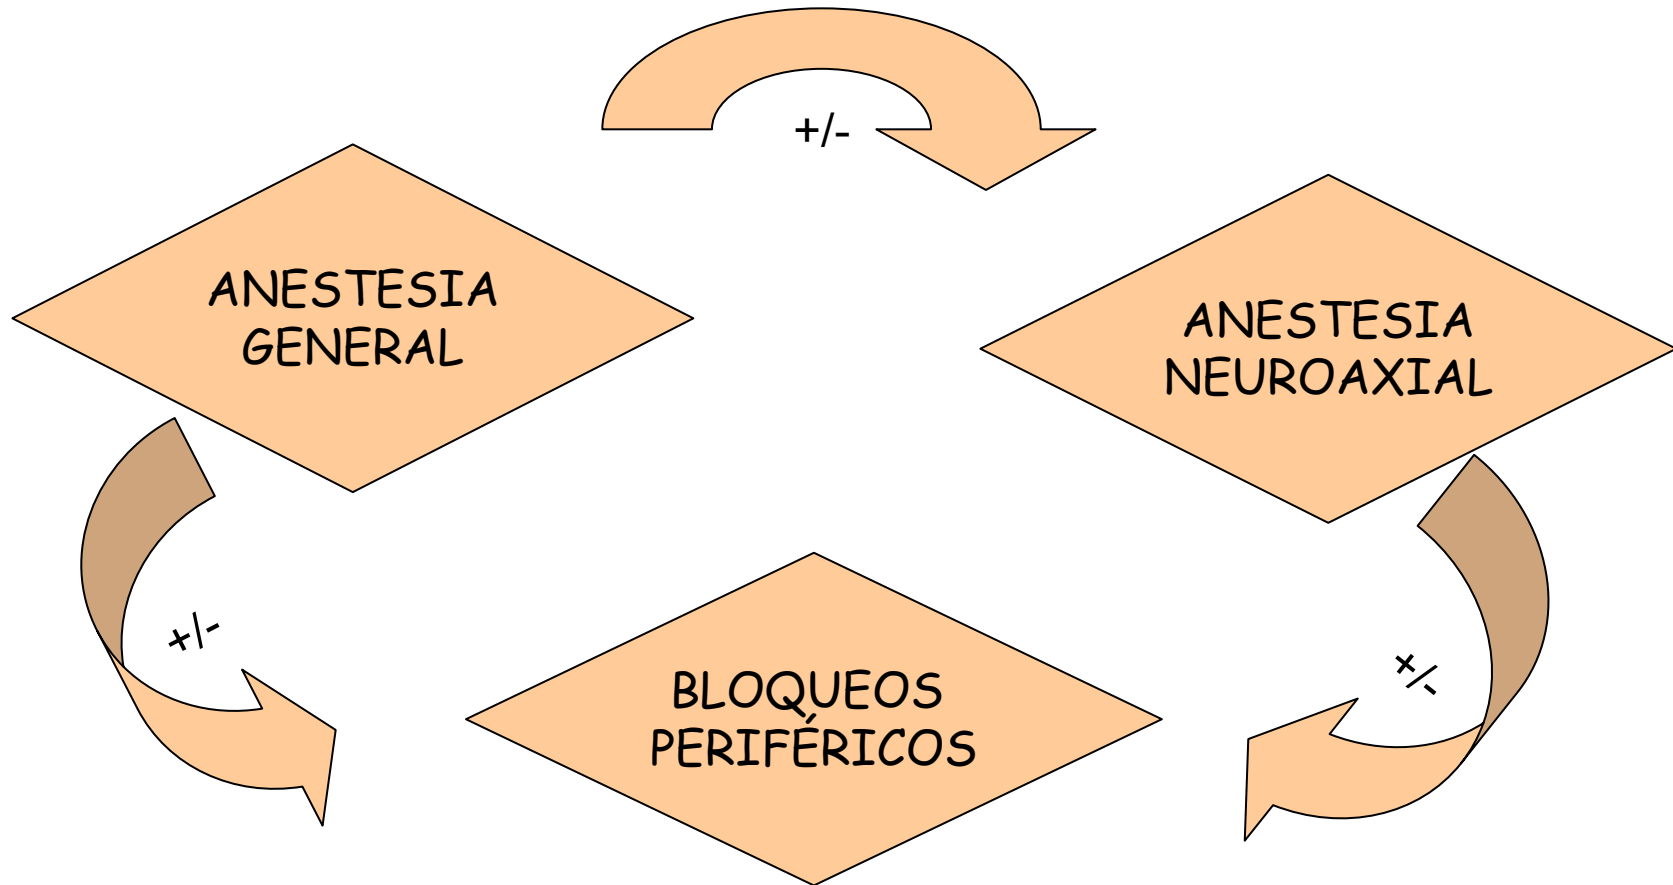 +/-
ANESTESIA
GENERAL
ANESTESIA
NEUROAXIAL
+/-
+/-
BLOQUEOS
PERIFÉRICOS